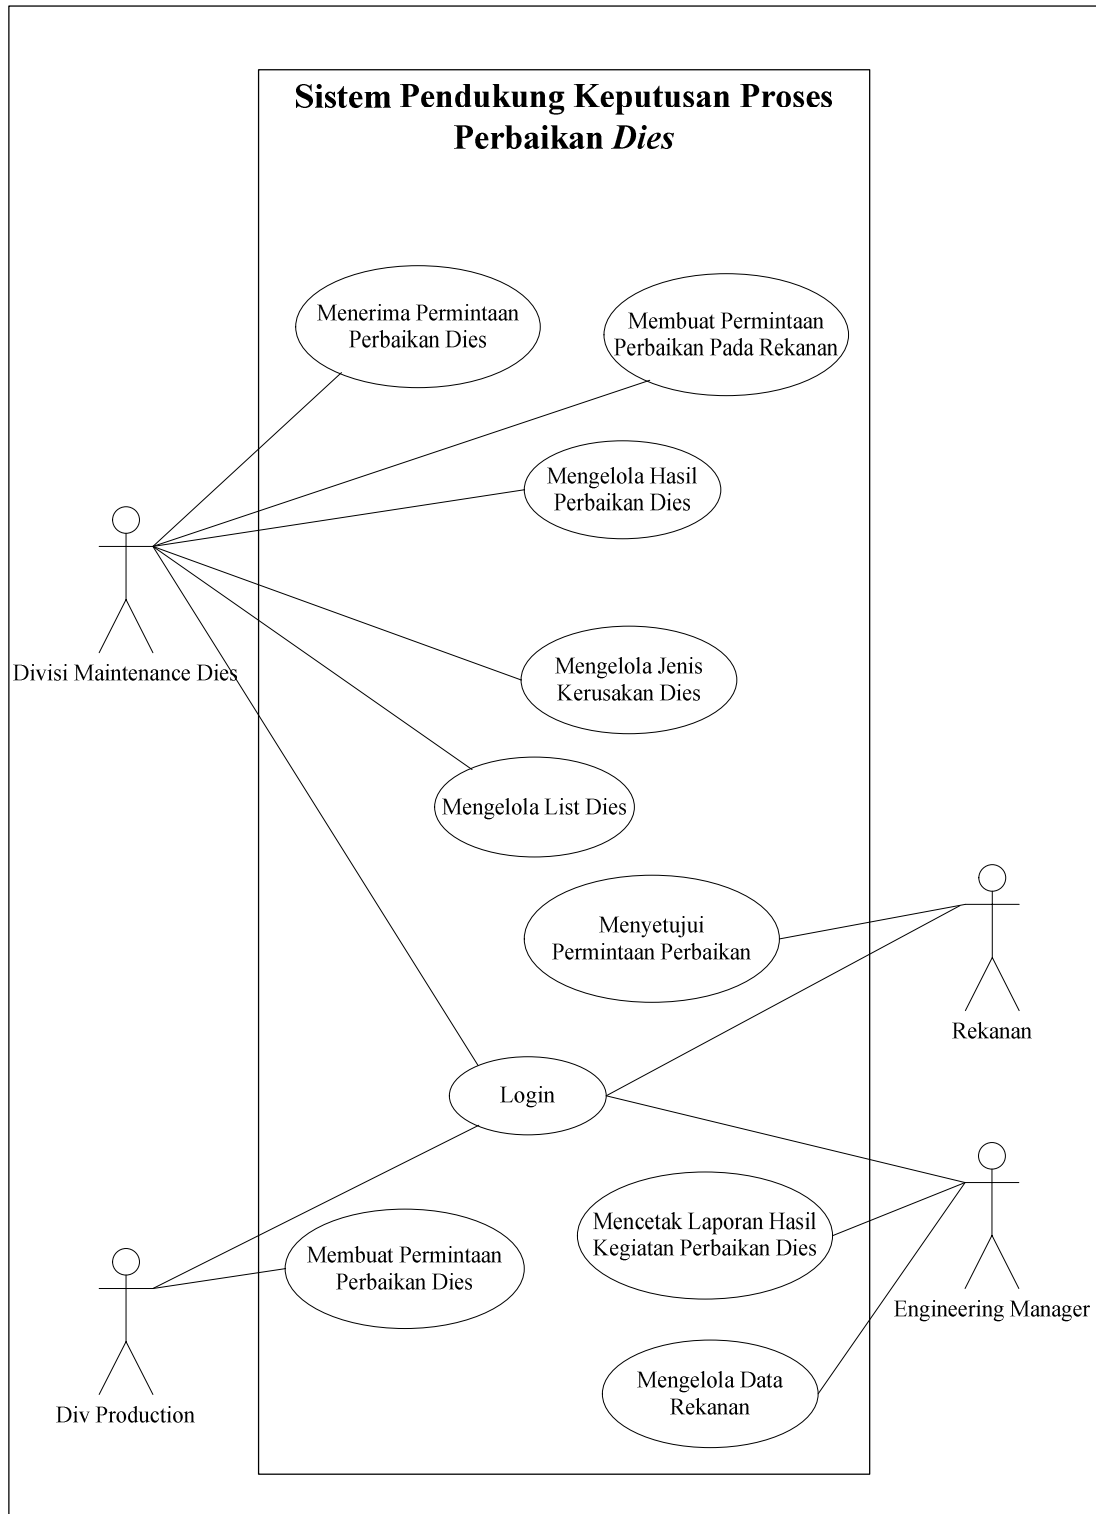 Sistem Pendukung Keputusan Proses
Perbaikan Dies
Menerima Permintaan
Perbaikan Dies
Membuat Permintaan
Perbaikan Pada Rekanan
Mengelola Hasil
Perbaikan Dies
Divisi Maintenance Dies
Mengelola Jenis
Kerusakan Dies
Mengelola List Dies
Menyetujui
Permintaan Perbaikan
Rekanan
Login
Mencetak Laporan Hasil
Kegiatan Perbaikan Dies
Membuat Permintaan
Perbaikan Dies
Engineering Manager
Mengelola Data
Rekanan
Div Production